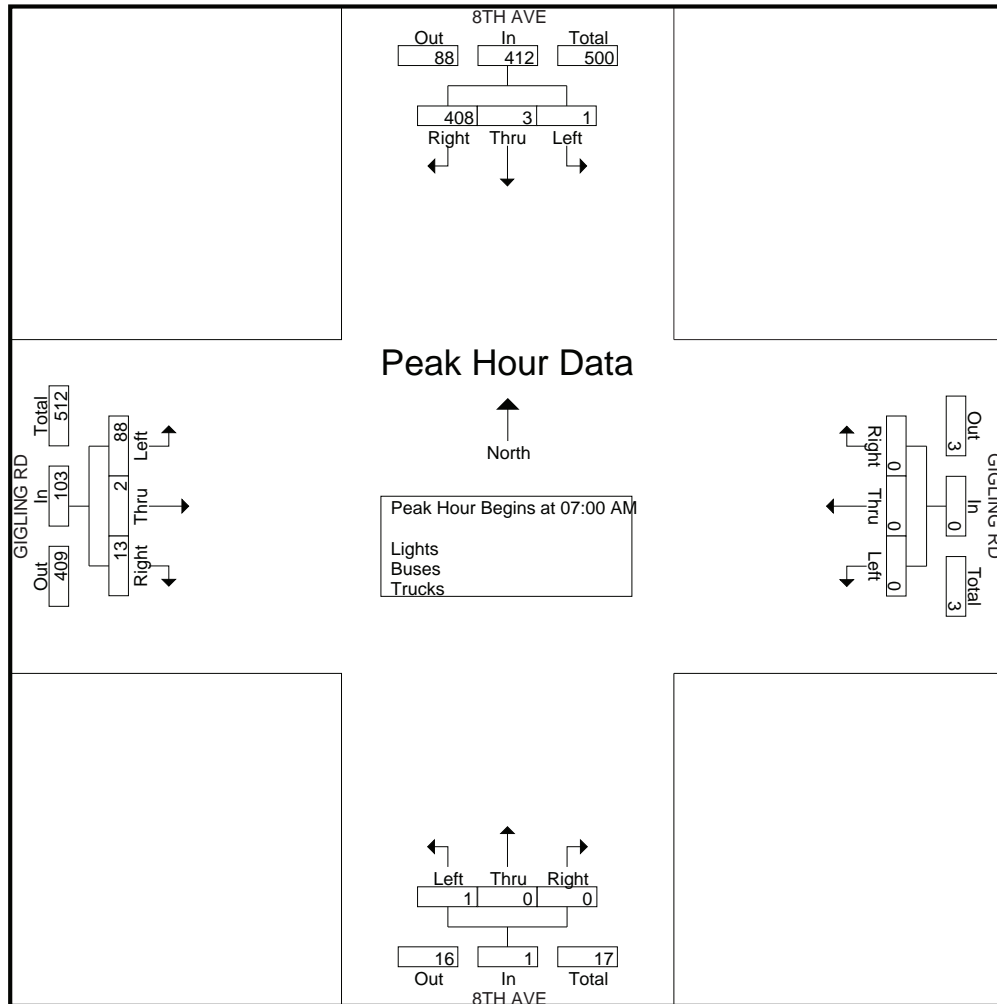 8TH AVE
Out In Total
88 412 500
408 3 1
Right Thru Left
Peak Hour Data
North
Peak Hour Begins at 07:00 AM
Lights
Buses
Trucks
GIGLING RD
Out In Total
409 103 512
13 2 88
Right Thru Left
GIGLING RD
Out In Total
3 0 3
0 0 0
Right Thru Left
Left Thru Right
1 0 0
16 1 17
Out In Total
8TH AVE